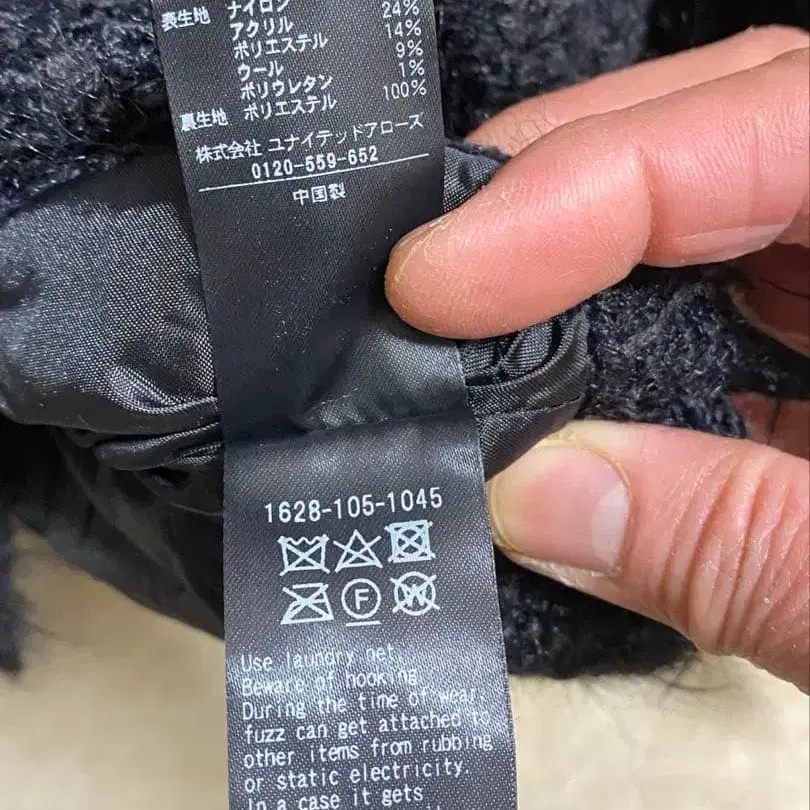 表生地 ナイロン 24%
アクリル 14%
ポリエステル 9%
ウール 1%
ポリウレタン 100%
裏生地 ポリエステル
株式会社 ユナイテッドアローズ
0120-559-652
中国製
1628-105-1045
F W
Use laundry net.
Beware of hooking.
During the time of wear,
fuzz can get attached to
other items from rubbing
or static electricity.
In a case it gets